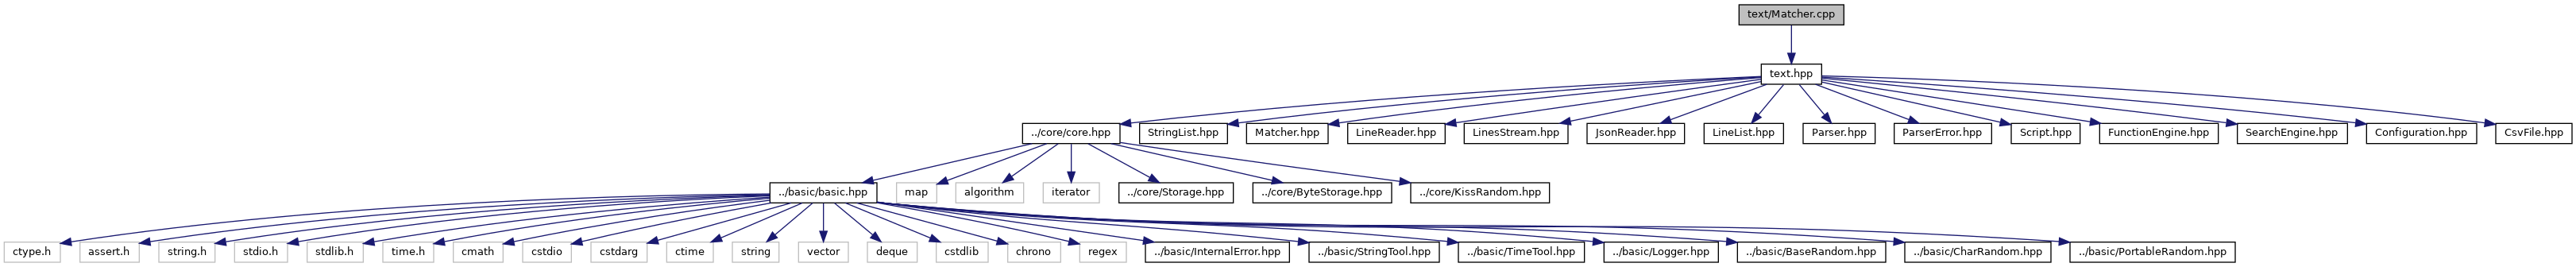 text/Matcher.cpp
text.hpp
../core/core.hpp
StringList.hpp
Matcher.hpp
LineReader.hpp
LinesStream.hpp
JsonReader.hpp
LineList.hpp
Parser.hpp
ParserError.hpp
Script.hpp
FunctionEngine.hpp
SearchEngine.hpp
Configuration.hpp
CsvFile.hpp
../basic/basic.hpp
map
algorithm
iterator
../core/Storage.hpp
../core/ByteStorage.hpp
../core/KissRandom.hpp
ctype.h
assert.h
string.h
stdio.h
stdlib.h
time.h
cmath
cstdio
cstdarg
ctime
string
vector
deque
cstdlib
chrono
regex
../basic/InternalError.hpp
../basic/StringTool.hpp
../basic/TimeTool.hpp
../basic/Logger.hpp
../basic/BaseRandom.hpp
../basic/CharRandom.hpp
../basic/PortableRandom.hpp